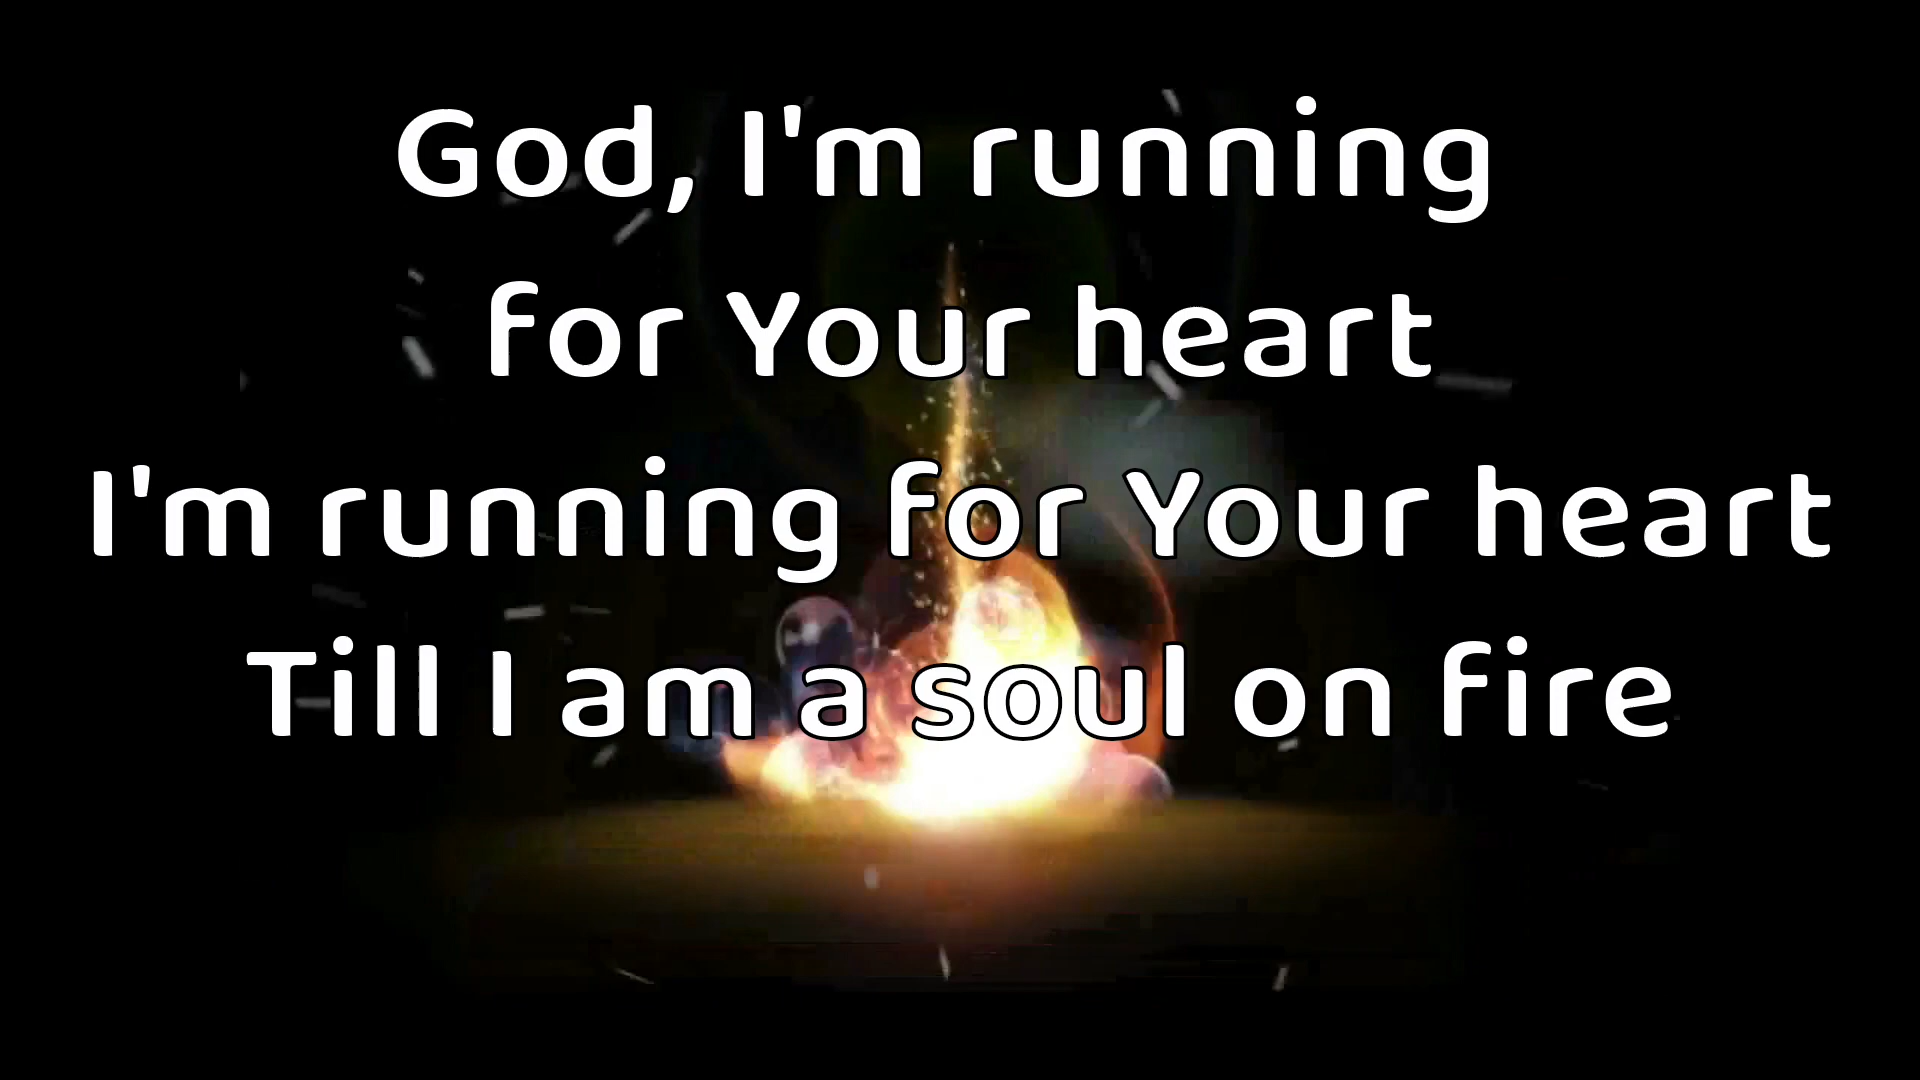 God, I'm running
for Your heart
I'm running for Your heart
Till I am a soul on fire